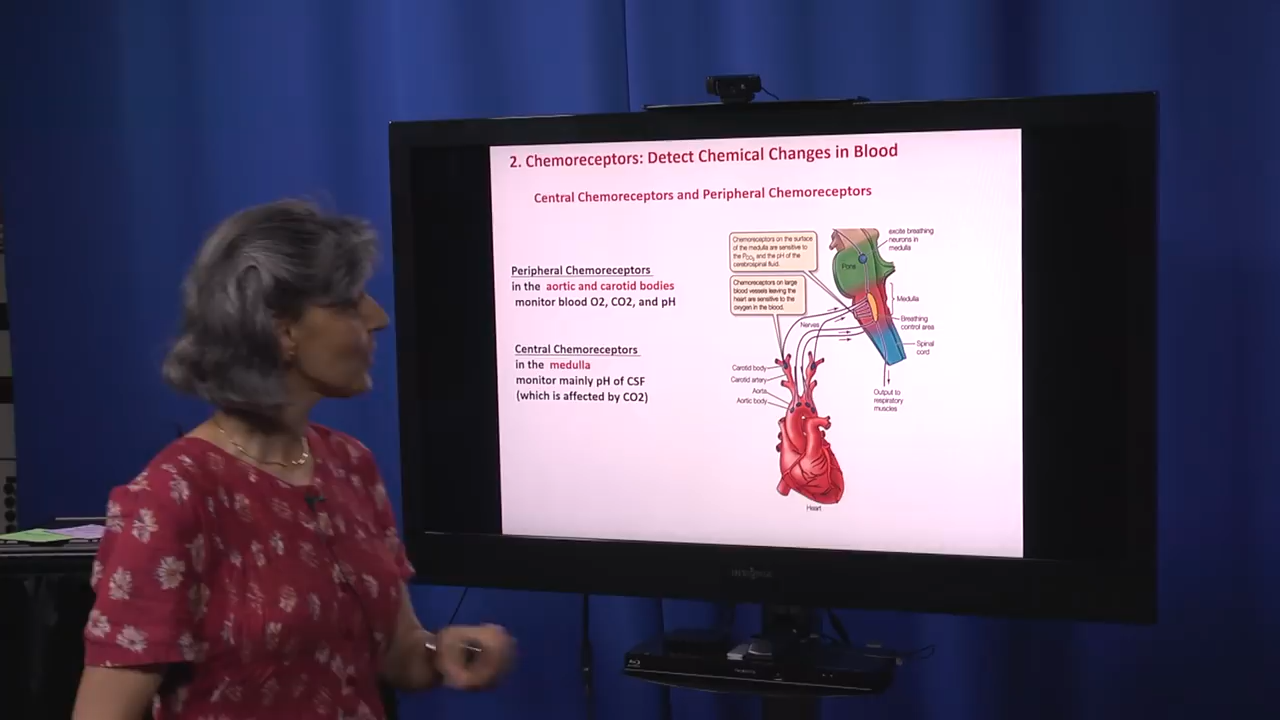 2. Chemoreceptors: Detect Chemical Changes in Blood
Central Chemoreceptors and Peripheral Chemoreceptors
Peripheral Chemoreceptors
in the aortic and carotid bodies
monitor blood O2, CO2, and pH
Central Chemoreceptors
in the medulla
monitor mainly pH of CSF
(which is affected by CO2)
Chemoreceptors on the surface
of the medulla are sensitive to
the PCO2 and the pH of the
cerebrospinal fluid.
Chemoreceptors on large
blood vessels leaving the
heart are sensitive to the
oxygen in the blood.
excite breathing
neurons in
medulla
Pons
Medulla
Breathing
control area
Nerves
Spinal
cord
Carotid body
Carotid artery
Aorta
Aortic body
Output to
respiratory
muscles
Heart